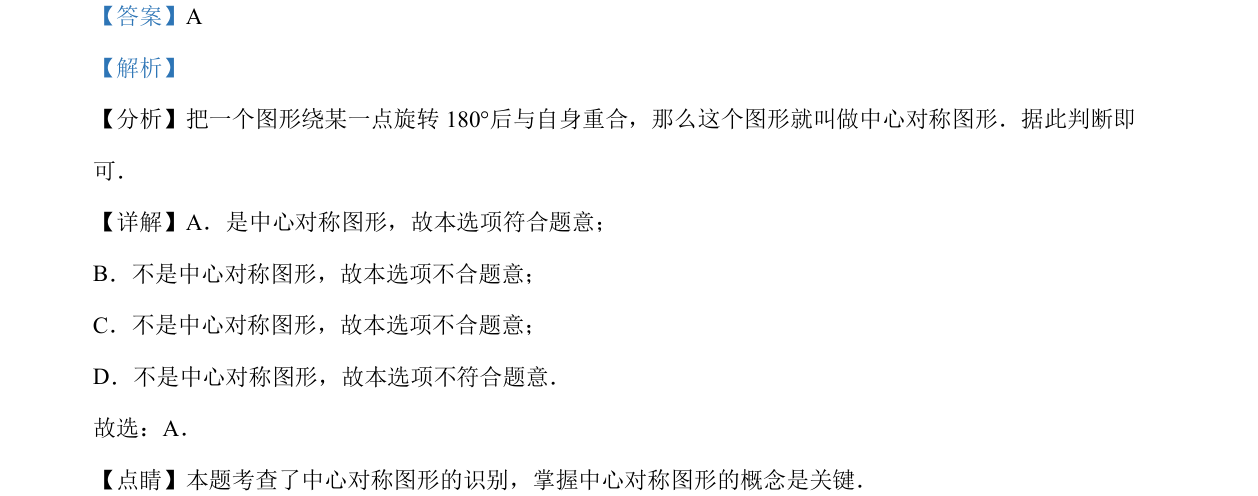 【答案】A
【解析】
【分析】把一个图形绕某一点旋转 180°后与自身重合，那么这个图形就叫做中心对称图形．据此判断即
可．
【详解】A．是中心对称图形，故本选项符合题意；
B．不是中心对称图形，故本选项不合题意；
C．不是中心对称图形，故本选项不合题意；
D．不是中心对称图形，故本选项不符合题意．
故选：A．
【点睛】本题考查了中心对称图形的识别，掌握中心对称图形的概念是关键．